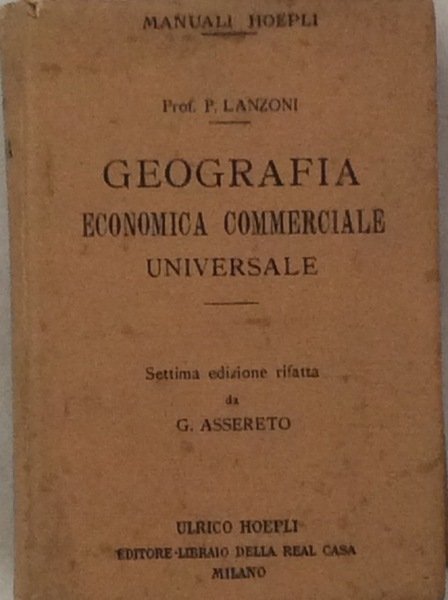 MANUALI HOEPLI
Prof. P. LANZONI
GEOGRAFIA
ECONOMICA COMMERCIALE
UNIVERSALE
Settima edizione rifatta
da
G. ASSERETO
ULRICO HOEPLI
EDITORE-LIBRAIO DELLA REAL CASA
MILANO